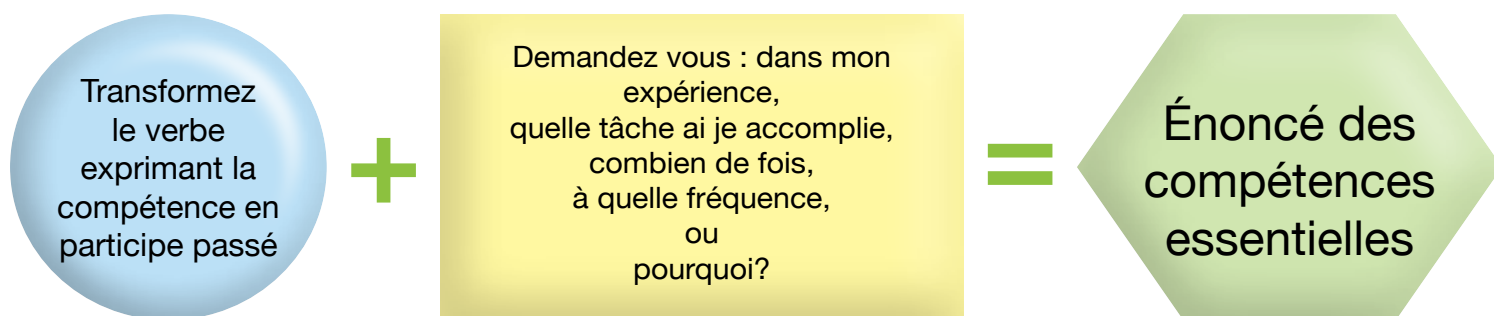 Transformez
le verbe
exprimant la
compétence en
participe passé
+
Demandez vous : dans mon
expérience,
quelle tâche ai je accomplie,
combien de fois,
à quelle fréquence,
ou
pourquoi?
=
Énoncé des
compétences
essentielles